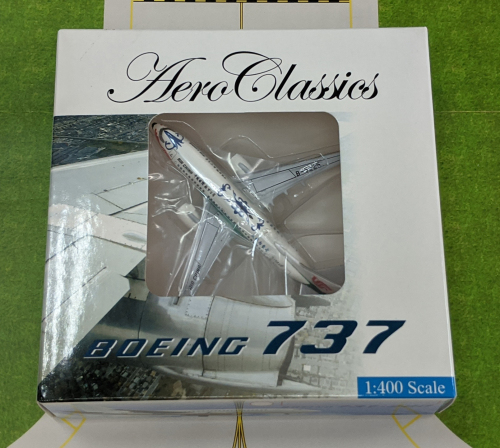 AeroClassics
BOEING 737
1:400 Scale